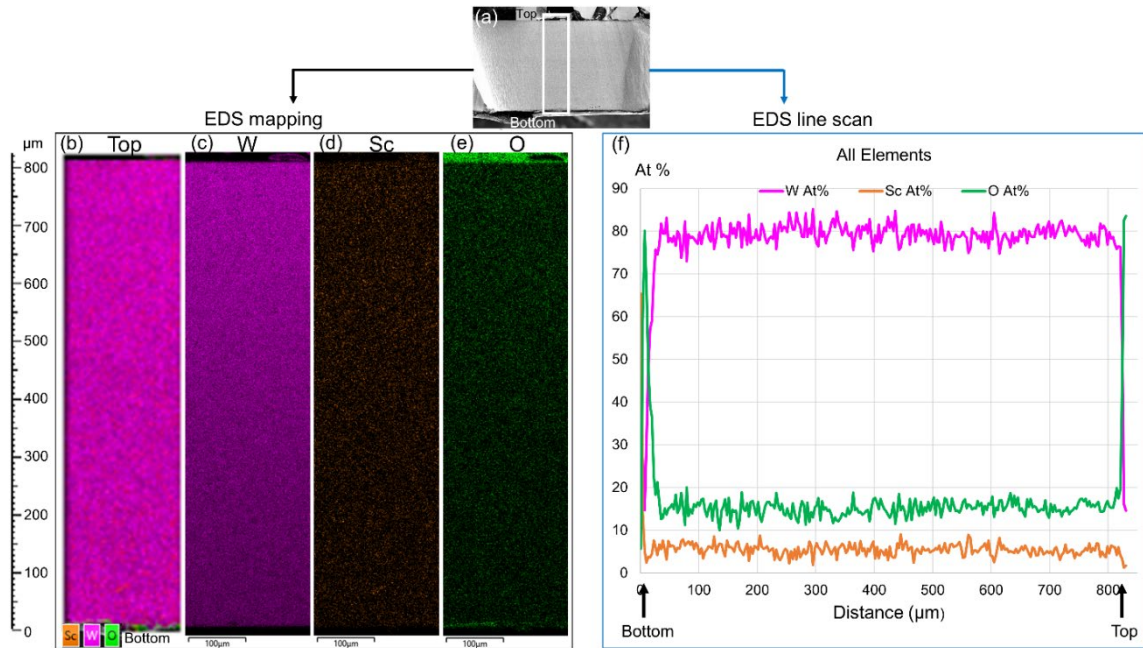 (a) Top
Bottom
EDS mapping
EDS line scan
µm
(b) Top
(c) W
(d) Sc
(e) O
800
700
600
500
400
300
200
100
0
Sc W O Bottom
100µm
100µm
100µm
(f)
All Elements
At %
W At% Sc At% O At%
90
80
70
60
50
40
30
20
10
0
0 100 200 300 400 500 600 700 800
Distance (µm)
Bottom
Top